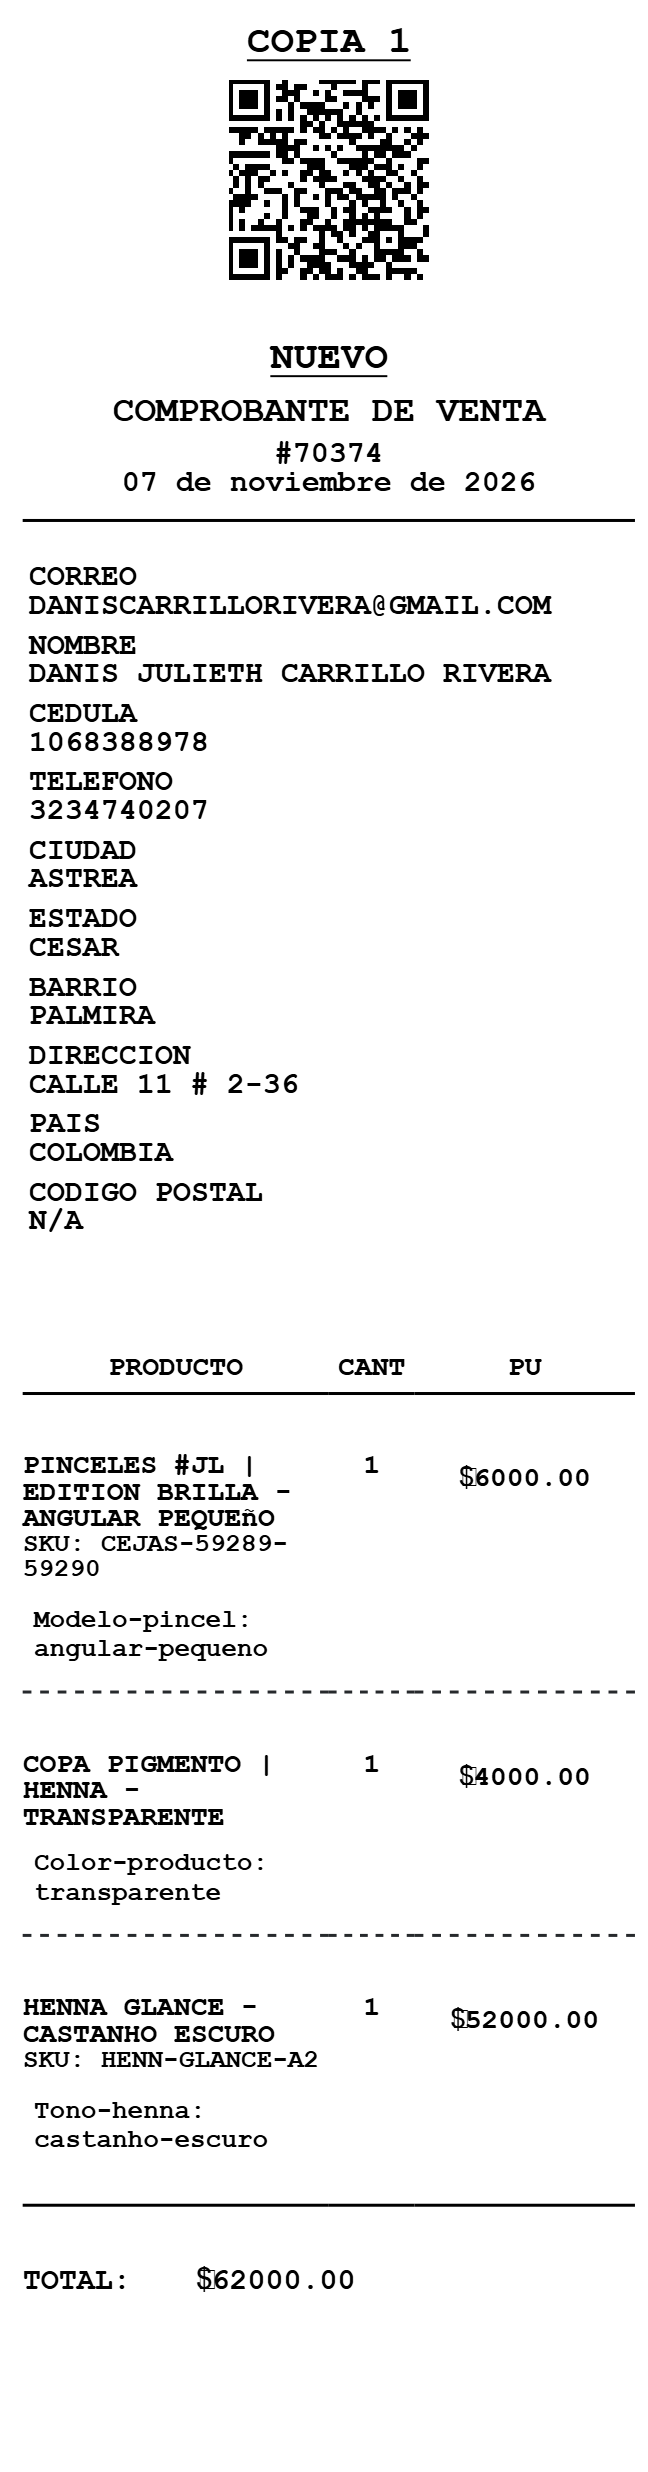 COPIA 1
NUEVO
COMPROBANTE DE VENTA
#70374
07 de noviembre de 2026
CORREO
DANISCARRILLORIVERA@GMAIL.COM
NOMBRE
DANIS JULIETH CARRILLO RIVERA
CEDULA
1068388978
TELEFONO
3234740207
CIUDAD
ASTREA
ESTADO
CESAR
BARRIO
PALMIRA
DIRECCION
CALLE 11 # 2-36
PAIS
COLOMBIA
CODIGO POSTAL
N/A
PRODUCTO CANT PU
PINCELES #JL | 1 $6000.00
EDITION BRILLA -
ANGULAR PEQUEñO
SKU: CEJAS-59289-
59290
Modelo-pincel:
angular-pequeno
COPA PIGMENTO | 1 $4000.00
HENNA -
TRANSPARENTE
Color-producto:
transparente
HENNA GLANCE - 1 $52000.00
CASTANHO ESCURO
SKU: HENN-GLANCE-A2
Tono-henna:
castanho-escuro
TOTAL: $62000.00